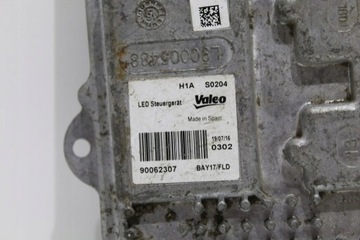 H1A S0204
LED Steuergerät Valeo
Made in Spain
19/07/16
0302
90062307 BAY17/FLD